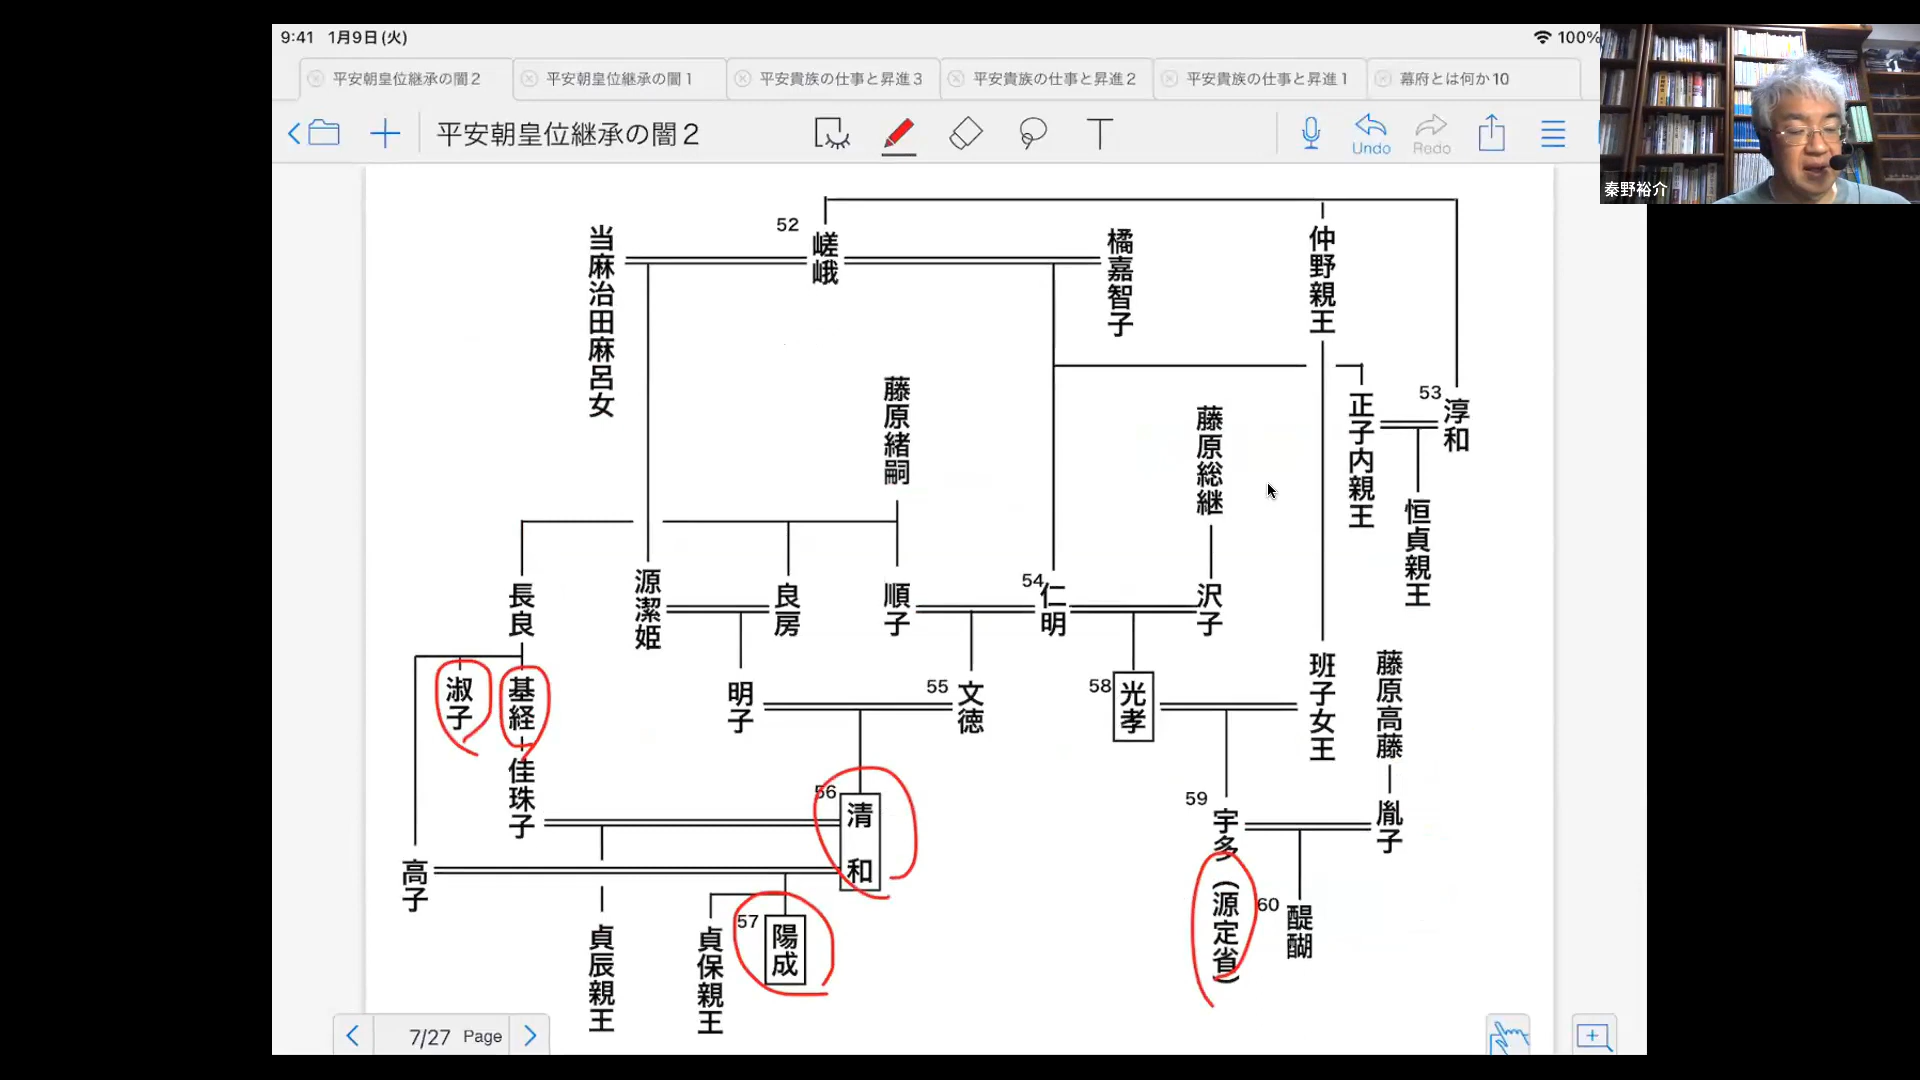 9:41 1月9日(火)
100%
平安朝皇位継承の闇２
平安朝皇位継承の闇１
平安貴族の仕事と昇進３
平安貴族の仕事と昇進２
平安貴族の仕事と昇進１
幕府とは何か10
平安朝皇位継承の闇２
Undo
Redo
秦野裕介
52
嵯峨
当麻治田麻呂女
橘嘉智子
仲野親王
53
淳和
正子内親王
恒貞親王
藤原緒嗣
藤原総継
長良
源潔姫
良房
順子
54
仁明
沢子
淑子
基経
明子
55
文徳
58
光孝
班子女王
藤原高藤
佳珠子
56
清和
59
宇多（源定省）
胤子
高子
60
醍醐
貞辰親王
貞保親王
57
陽成
7/27 Page